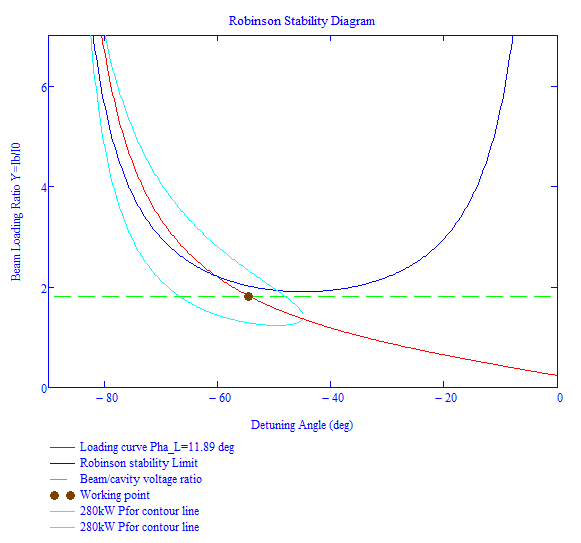 Robinson Stability Diagram
Beam Loading Ratio Y=Ib/I0
6
4
2
0
– 80
– 60
– 40
– 20
0
Detuning Angle (deg)
Loading curve Pha_L=11.89 deg
Robinson stability Limit
Beam/cavity voltage ratio
Working point
280kW Pfor contour line
280kW Pfor contour line